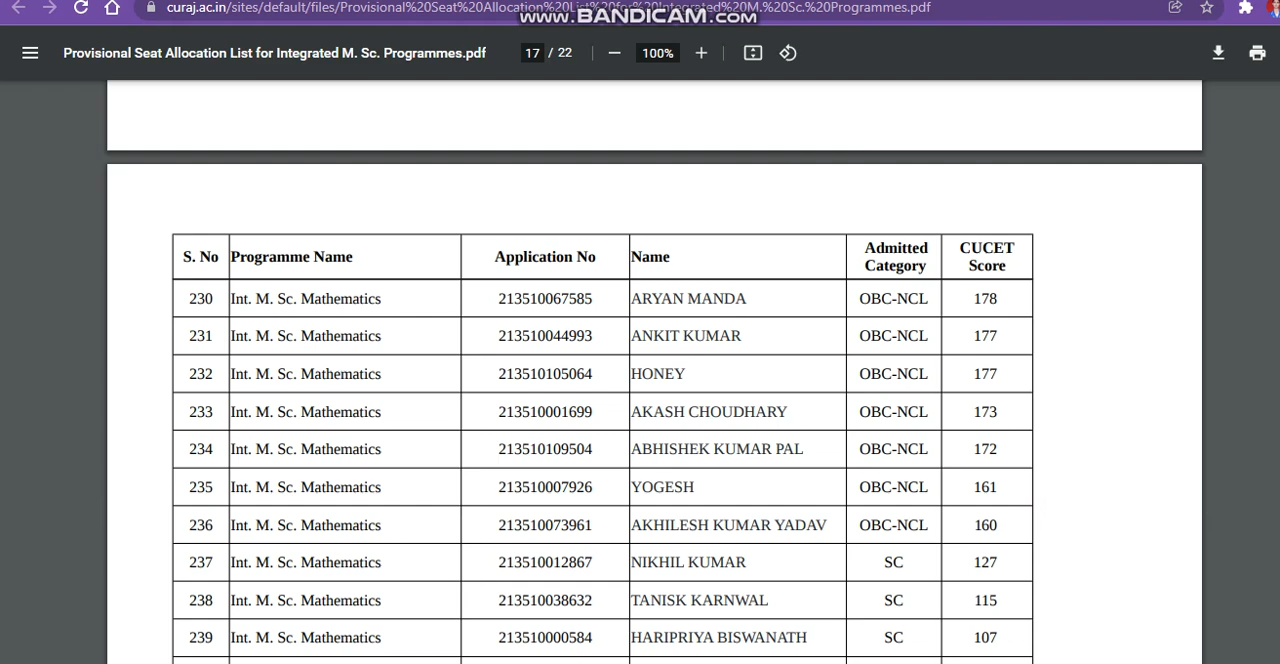 curaj.ac.in/sites/default/files/Provisional%20Seat%20Allocation%20List%20for%20Integrated%20M.%20Sc.%20Programmes.pdf
www.BANDICAM.com
Provisional Seat Allocation List for Integrated M. Sc. Programmes.pdf 17 / 22 100%
S. No Programme Name Application No Name Admitted Category CUCET Score
230 Int. M. Sc. Mathematics 213510067585 ARYAN MANDA OBC-NCL 178
231 Int. M. Sc. Mathematics 213510044993 ANKIT KUMAR OBC-NCL 177
232 Int. M. Sc. Mathematics 213510105064 HONEY OBC-NCL 177
233 Int. M. Sc. Mathematics 213510001699 AKASH CHOUDHARY OBC-NCL 173
234 Int. M. Sc. Mathematics 213510109504 ABHISHEK KUMAR PAL OBC-NCL 172
235 Int. M. Sc. Mathematics 213510007926 YOGESH OBC-NCL 161
236 Int. M. Sc. Mathematics 213510073961 AKHILESH KUMAR YADAV OBC-NCL 160
237 Int. M. Sc. Mathematics 213510012867 NIKHIL KUMAR SC 127
238 Int. M. Sc. Mathematics 213510038632 TANISK KARNWAL SC 115
239 Int. M. Sc. Mathematics 213510000584 HARIPRIYA BISWANATH SC 107